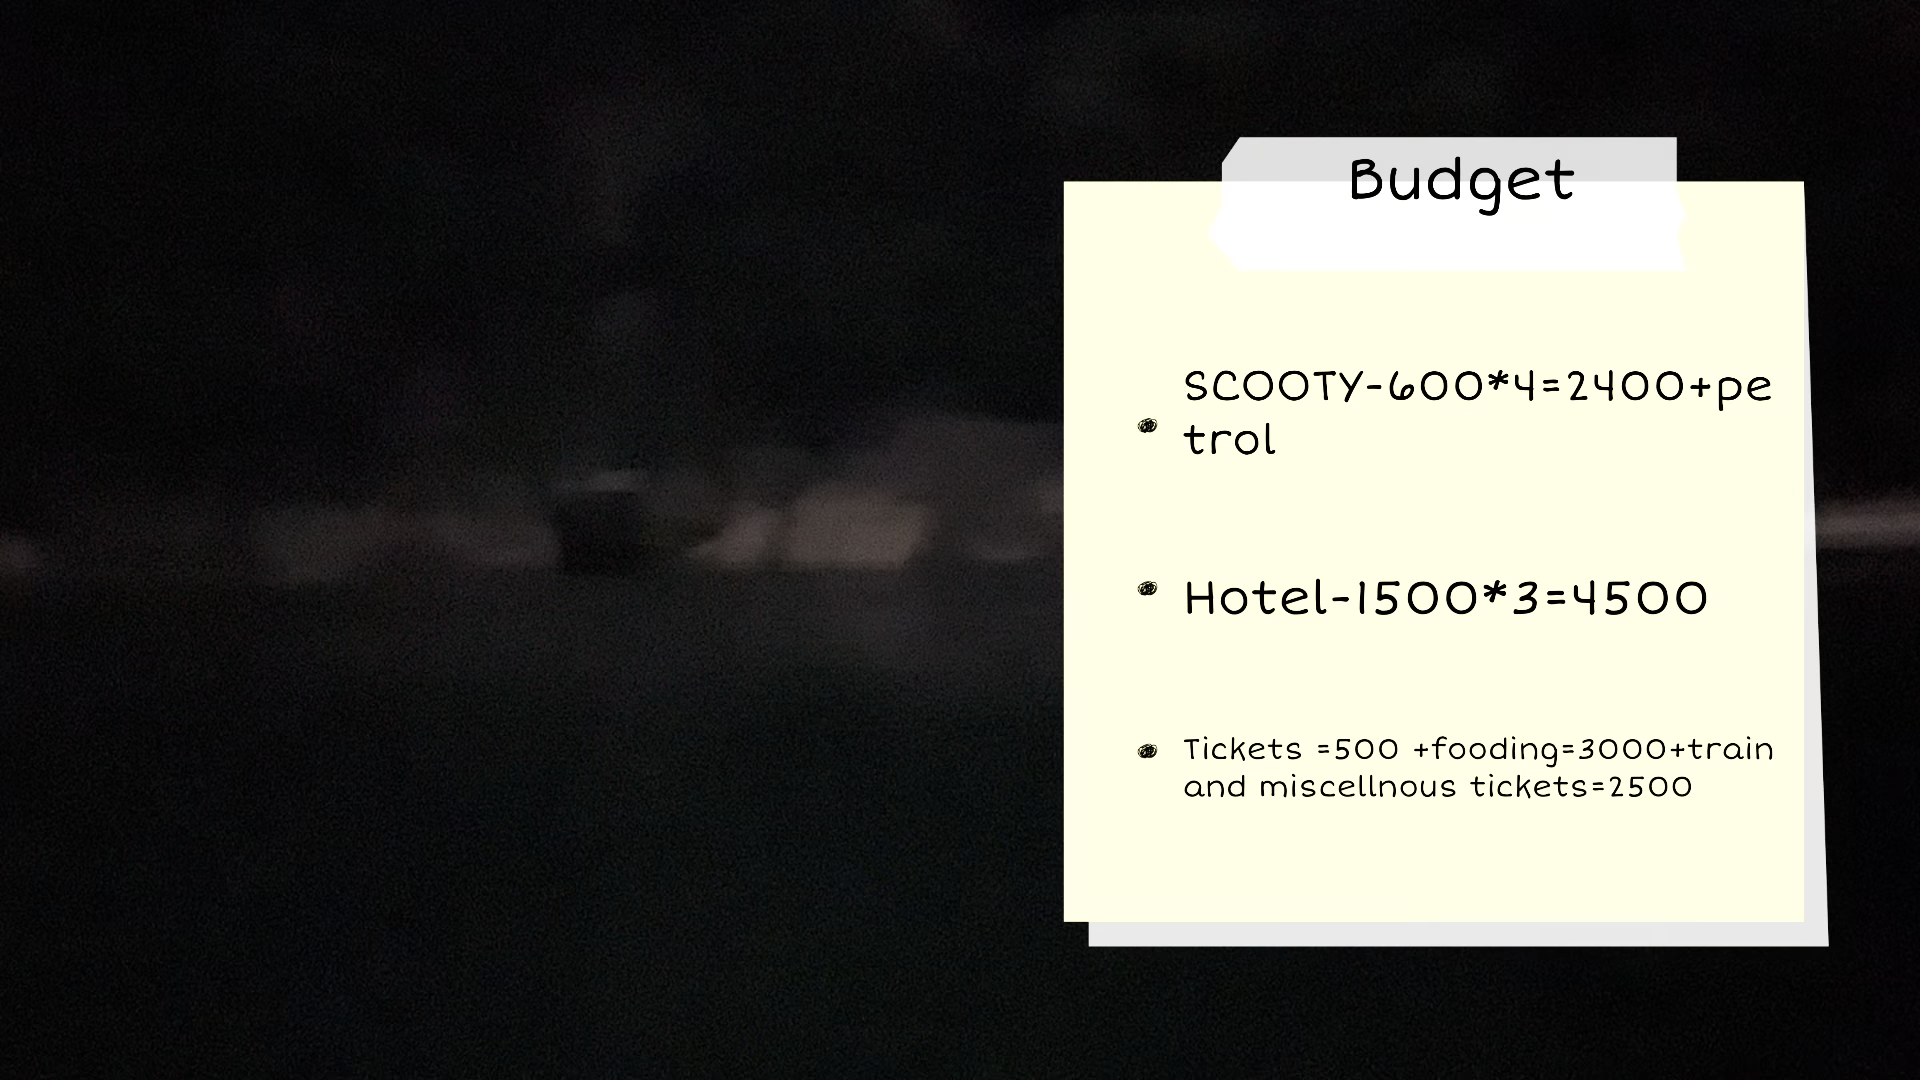 Budget
SCOOTY-600*4=2400+pe
trol
Hotel-1500*3=4500
Tickets =500 +fooding=3000+train
and miscellnous tickets=2500